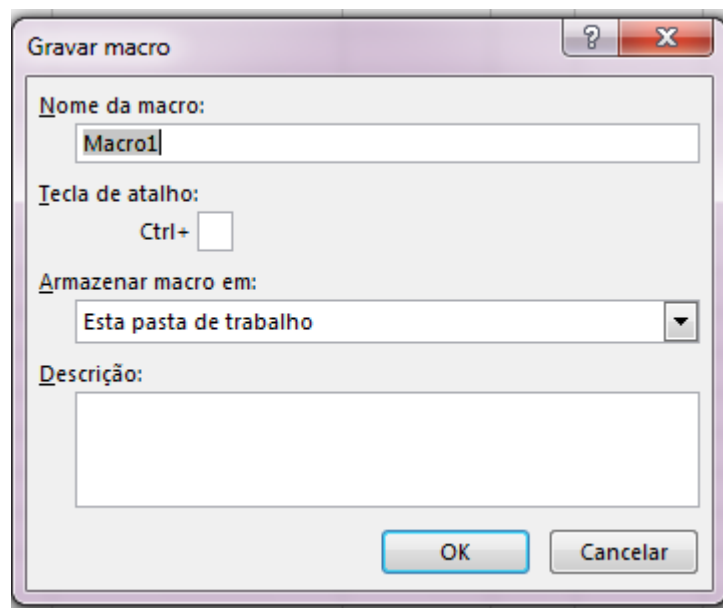 Gravar macro
Nome da macro:
Macro1
Tecla de atalho:
Ctrl+
Armazenar macro em:
Esta pasta de trabalho
Descrição:
OK Cancelar